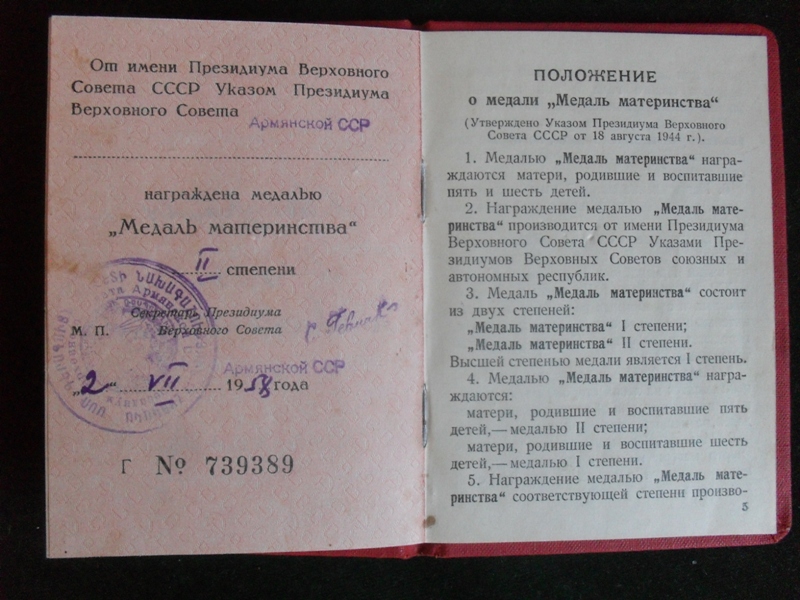 От имени Президиума Верховного
Совета СССР Указом Президиума
Верховного Совета
Армянской ССР
награждена медалью
„Медаль материнства“
II степени
Секретарь Президиума
М. П. Верховного Совета
Армянской ССР
„2“ VII 1958 года
Г № 739389
ПОЛОЖЕНИЕ
о медали „Медаль материнства“
(Утверждено Указом Президиума Верховного
Совета СССР от 18 августа 1944 г.).
1. Медалью „Медаль материнства“ награ-
ждаются матери, родившие и воспитавшие
пять и шесть детей.
2. Награждение медалью „Медаль мате-
ринства“ производится от имени Президиума
Верховного Совета СССР Указами Пре-
зидиумов Верховных Советов союзных и
автономных республик.
3. Медаль „Медаль материнства“ состоит
из двух степеней:
„Медаль материнства“ I степени;
„Медаль материнства“ II степени.
Высшей степенью медали является I степень.
4. Медалью „Медаль материнства“ награ-
ждаются:
матери, родившие и воспитавшие пять
детей,—медалью II степени;
матери, родившие и воспитавшие шесть
детей,—медалью I степени.
5. Награждение медалью „Медаль мате-
ринства“ соответствующей степени произво-
5